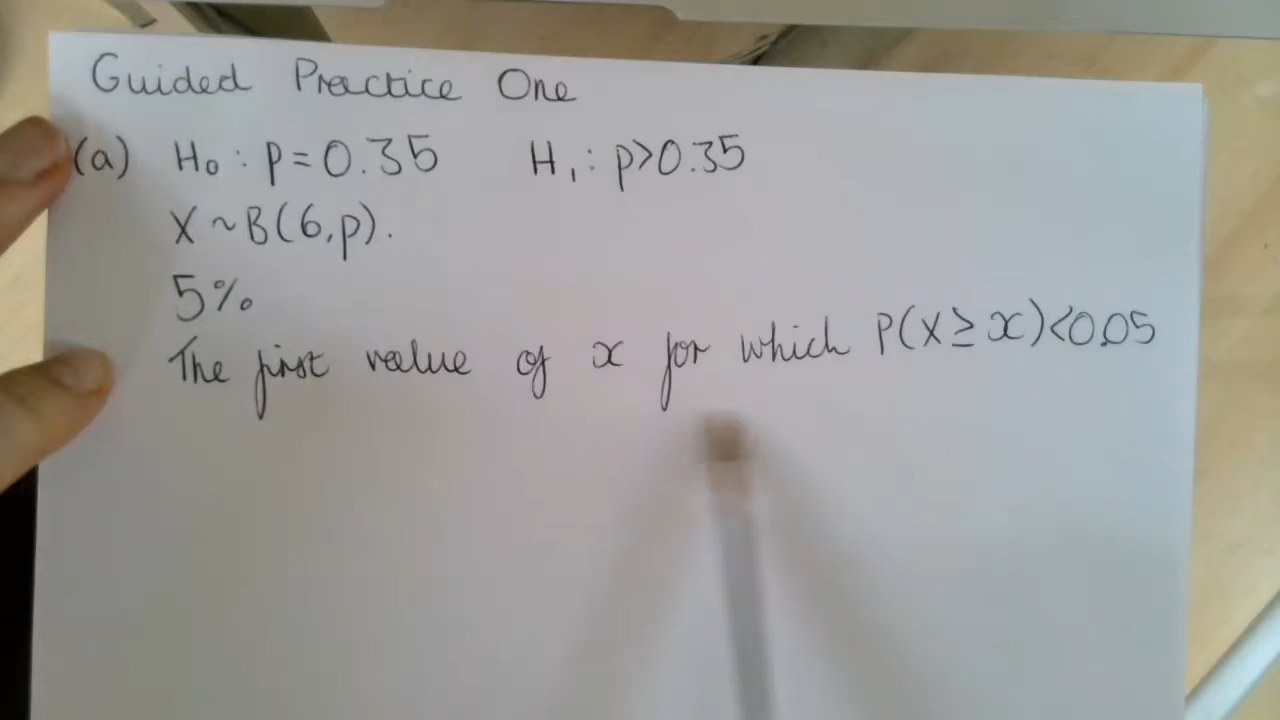 Guided Practice One
(a) H₀ : p = 0.35 H₁ : p > 0.35
X ~ B(6, p).
5%
The first value of x for which P(X ≥ x) < 0.05